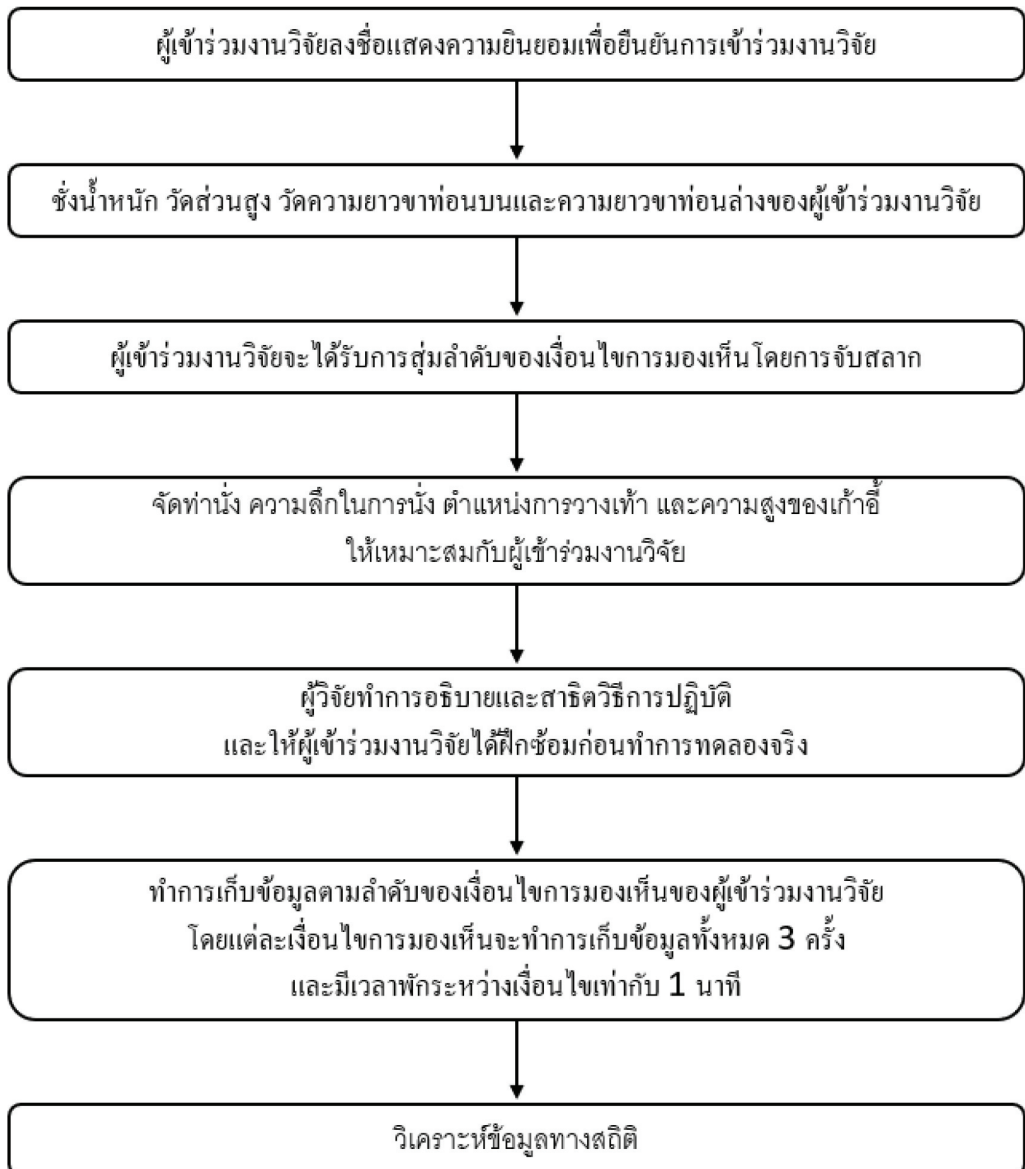 ผู้เข้าร่วมงานวิจัยลงชื่อแสดงความยินยอมเพื่อยืนยันการเข้าร่วมงานวิจัย
ชั่งน้ำหนัก วัดส่วนสูง วัดความยาวขาท่อนบนและความยาวขาท่อนล่างของผู้เข้าร่วมงานวิจัย
ผู้เข้าร่วมงานวิจัยจะได้รับการสุ่มลำดับของเงื่อนไขการมองเห็นโดยการจับสลาก
จัดท่านั่ง ความลึกในการนั่ง ตำแหน่งการวางเท้า และความสูงของเก้าอี้
ให้เหมาะสมกับผู้เข้าร่วมงานวิจัย
ผู้วิจัยทำการอธิบายและสาธิตวิธีการปฏิบัติ
และให้ผู้เข้าร่วมงานวิจัยได้ฝึกซ้อมก่อนทำการทดลองจริง
ทำการเก็บข้อมูลตามลำดับของเงื่อนไขการมองเห็นของผู้เข้าร่วมงานวิจัย
โดยแต่ละเงื่อนไขการมองเห็นจะทำการเก็บข้อมูลทั้งหมด 3 ครั้ง
และมีเวลาพักระหว่างเงื่อนไขเท่ากับ 1 นาที
วิเคราะห์ข้อมูลทางสถิติ